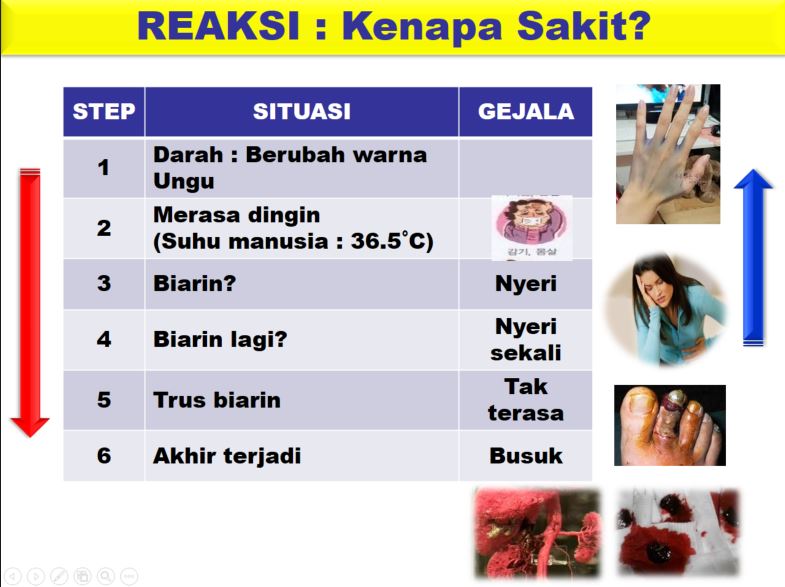 REAKSI : Kenapa Sakit?
STEP SITUASI GEJALA
1 Darah : Berubah warna
Ungu
2 Merasa dingin
(Suhu manusia : 36.5°C)
감기, 몸살
3 Biarin? Nyeri
4 Biarin lagi? Nyeri
sekali
5 Trus biarin Tak
terasa
6 Akhir terjadi Busuk